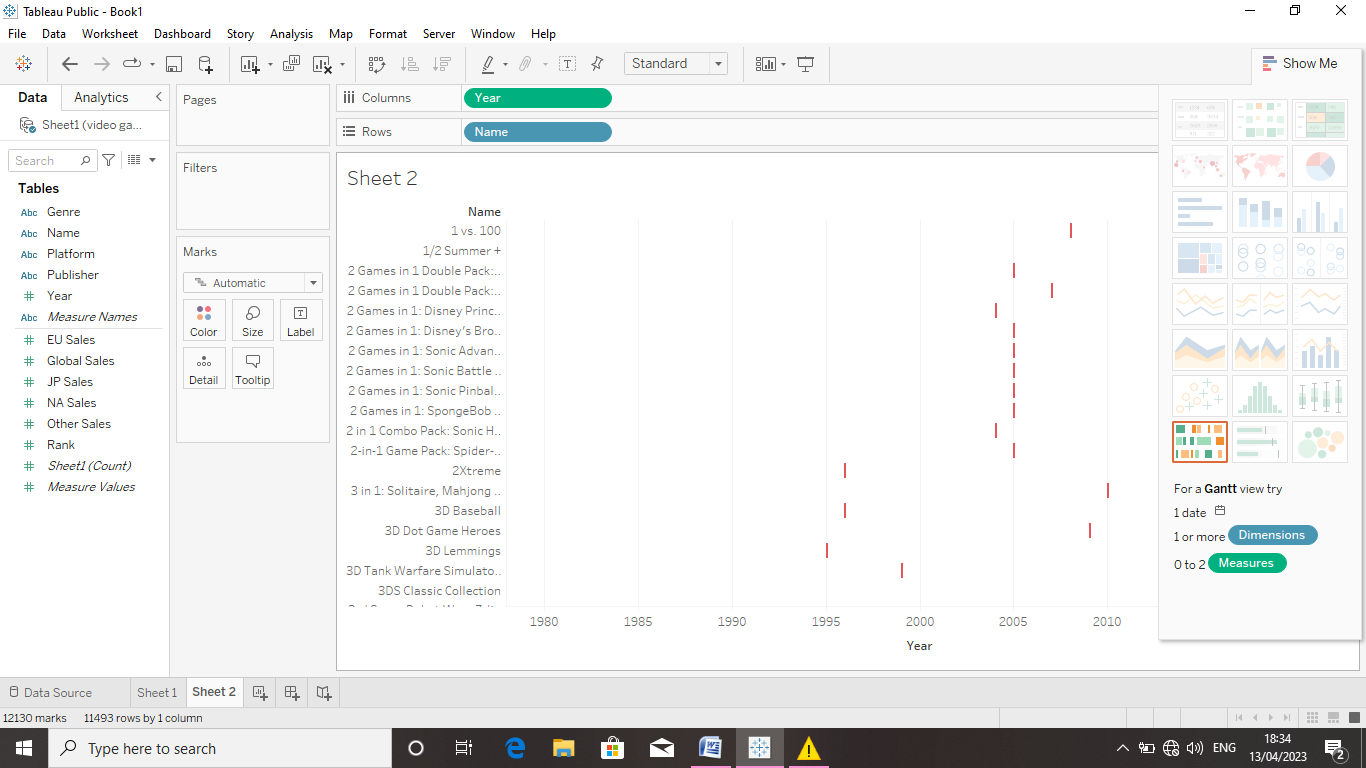 Tableau Public - Book1
File Data Worksheet Dashboard Story Analysis Map Format Server Window Help
Standard
Show Me
Data Analytics
Sheet1 (video ga...
Search
Tables
Abc Genre
Abc Name
Abc Platform
Abc Publisher
# Year
Abc Measure Names
# EU Sales
# Global Sales
# JP Sales
# NA Sales
# Other Sales
# Rank
# Sheet1 (Count)
# Measure Values
Pages
Filters
Marks
Automatic
Color Size Label
Detail Tooltip
Columns Year
Rows Name
Sheet 2
Name
1 vs. 100
1/2 Summer +
2 Games in 1 Double Pack:..
2 Games in 1 Double Pack:..
2 Games in 1: Disney Princ..
2 Games in 1: Disney's Bro..
2 Games in 1: Sonic Advan..
2 Games in 1: Sonic Battle ..
2 Games in 1: Sonic Pinbal..
2 Games in 1: SpongeBob ..
2 in 1 Combo Pack: Sonic H..
2-in-1 Game Pack: Spider-..
2Xtreme
3 in 1: Solitaire, Mahjong ..
3D Baseball
3D Dot Game Heroes
3D Lemmings
3D Tank Warfare Simulato..
3DS Classic Collection
1980 1985 1990 1995 2000 2005 2010
Year
For a Gantt view try
1 date
1 or more Dimensions
0 to 2 Measures
Data Source Sheet 1 Sheet 2
12130 marks 11493 rows by 1 column
Type here to search
ENG
18:34
13/04/2023
2